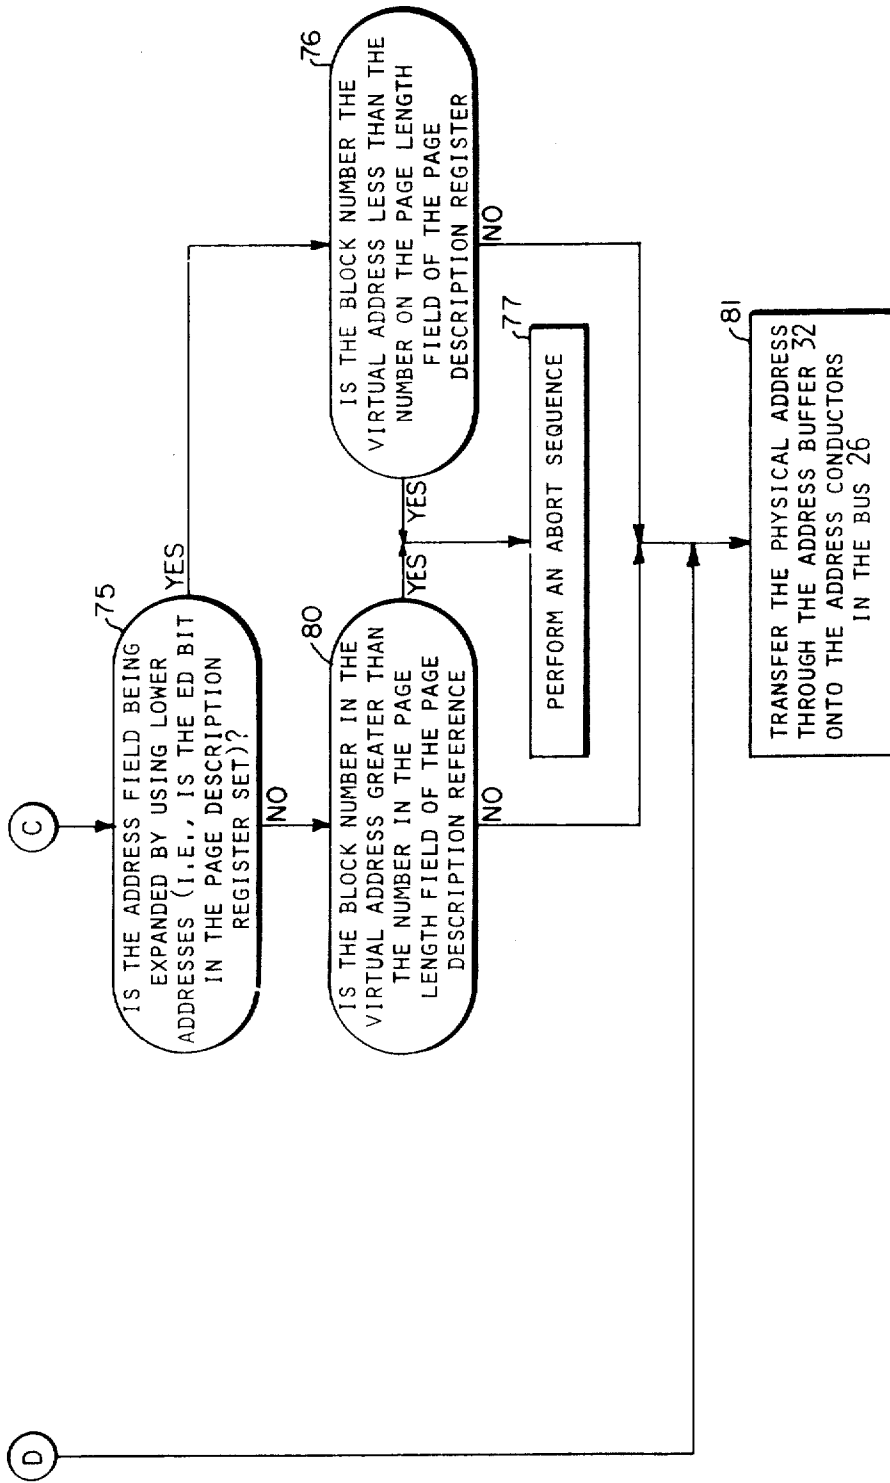 D
C
75
IS THE ADDRESS FIELD BEING
EXPANDED BY USING LOWER
ADDRESSES (I.E., IS THE ED BIT
IN THE PAGE DESCRIPTION
REGISTER SET)?
YES
NO
76
IS THE BLOCK NUMBER THE
VIRTUAL ADDRESS LESS THAN THE
NUMBER ON THE PAGE LENGTH
FIELD OF THE PAGE
DESCRIPTION REGISTER
YES
NO
80
IS THE BLOCK NUMBER IN THE
VIRTUAL ADDRESS GREATER THAN
THE NUMBER IN THE PAGE
LENGTH FIELD OF THE PAGE
DESCRIPTION REFERENCE
YES
NO
77
PERFORM AN ABORT SEQUENCE
81
TRANSFER THE PHYSICAL ADDRESS
THROUGH THE ADDRESS BUFFER 32
ONTO THE ADDRESS CONDUCTORS
IN THE BUS 26